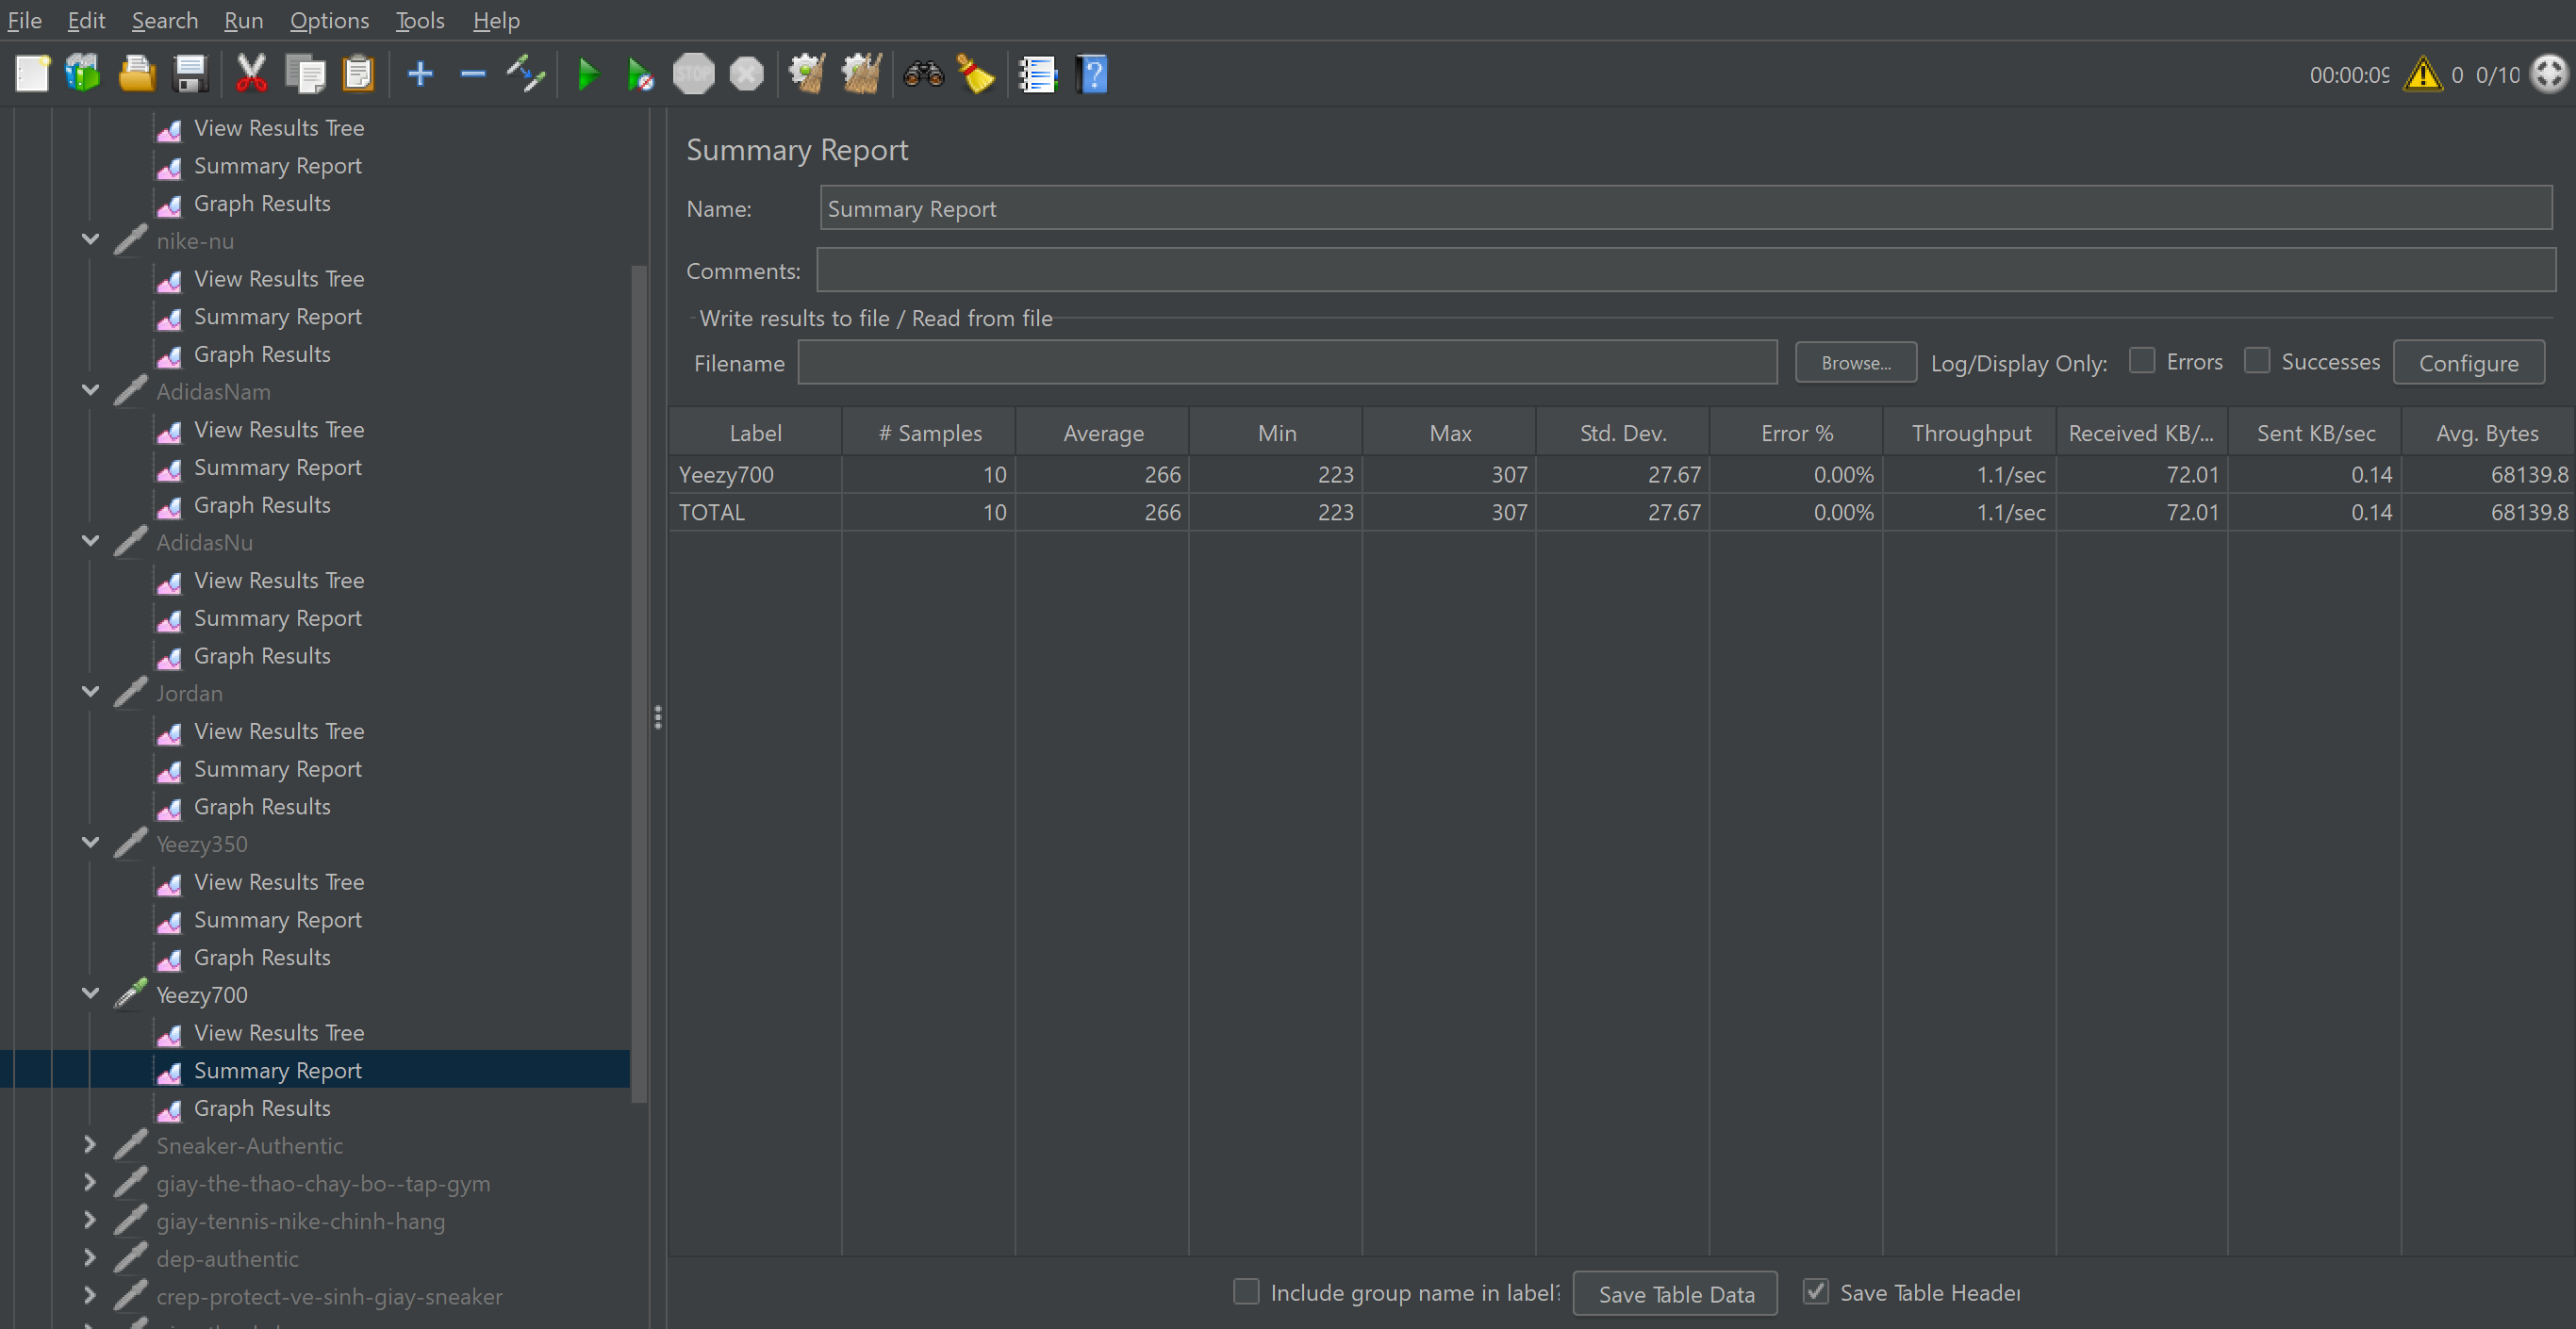 File Edit Search Run Options Tools Help
STOP
00:00:09 0 0/10
View Results Tree
Summary Report
Graph Results
nike-nu
View Results Tree
Summary Report
Graph Results
AdidasNam
View Results Tree
Summary Report
Graph Results
AdidasNu
View Results Tree
Summary Report
Graph Results
Jordan
View Results Tree
Summary Report
Graph Results
Yeezy350
View Results Tree
Summary Report
Graph Results
Yeezy700
View Results Tree
Summary Report
Graph Results
Sneaker-Authentic
giay-the-thao-chay-bo--tap-gym
giay-tennis-nike-chinh-hang
dep-authentic
crep-protect-ve-sinh-giay-sneaker
Summary Report
Name: Summary Report
Comments:
Write results to file / Read from file
Filename Browse... Log/Display Only: Errors Successes Configure
Label # Samples Average Min Max Std. Dev. Error % Throughput Received KB/... Sent KB/sec Avg. Bytes
Yeezy700 10 266 223 307 27.67 0.00% 1.1/sec 72.01 0.14 68139.8
TOTAL 10 266 223 307 27.67 0.00% 1.1/sec 72.01 0.14 68139.8
Include group name in label? Save Table Data Save Table Header